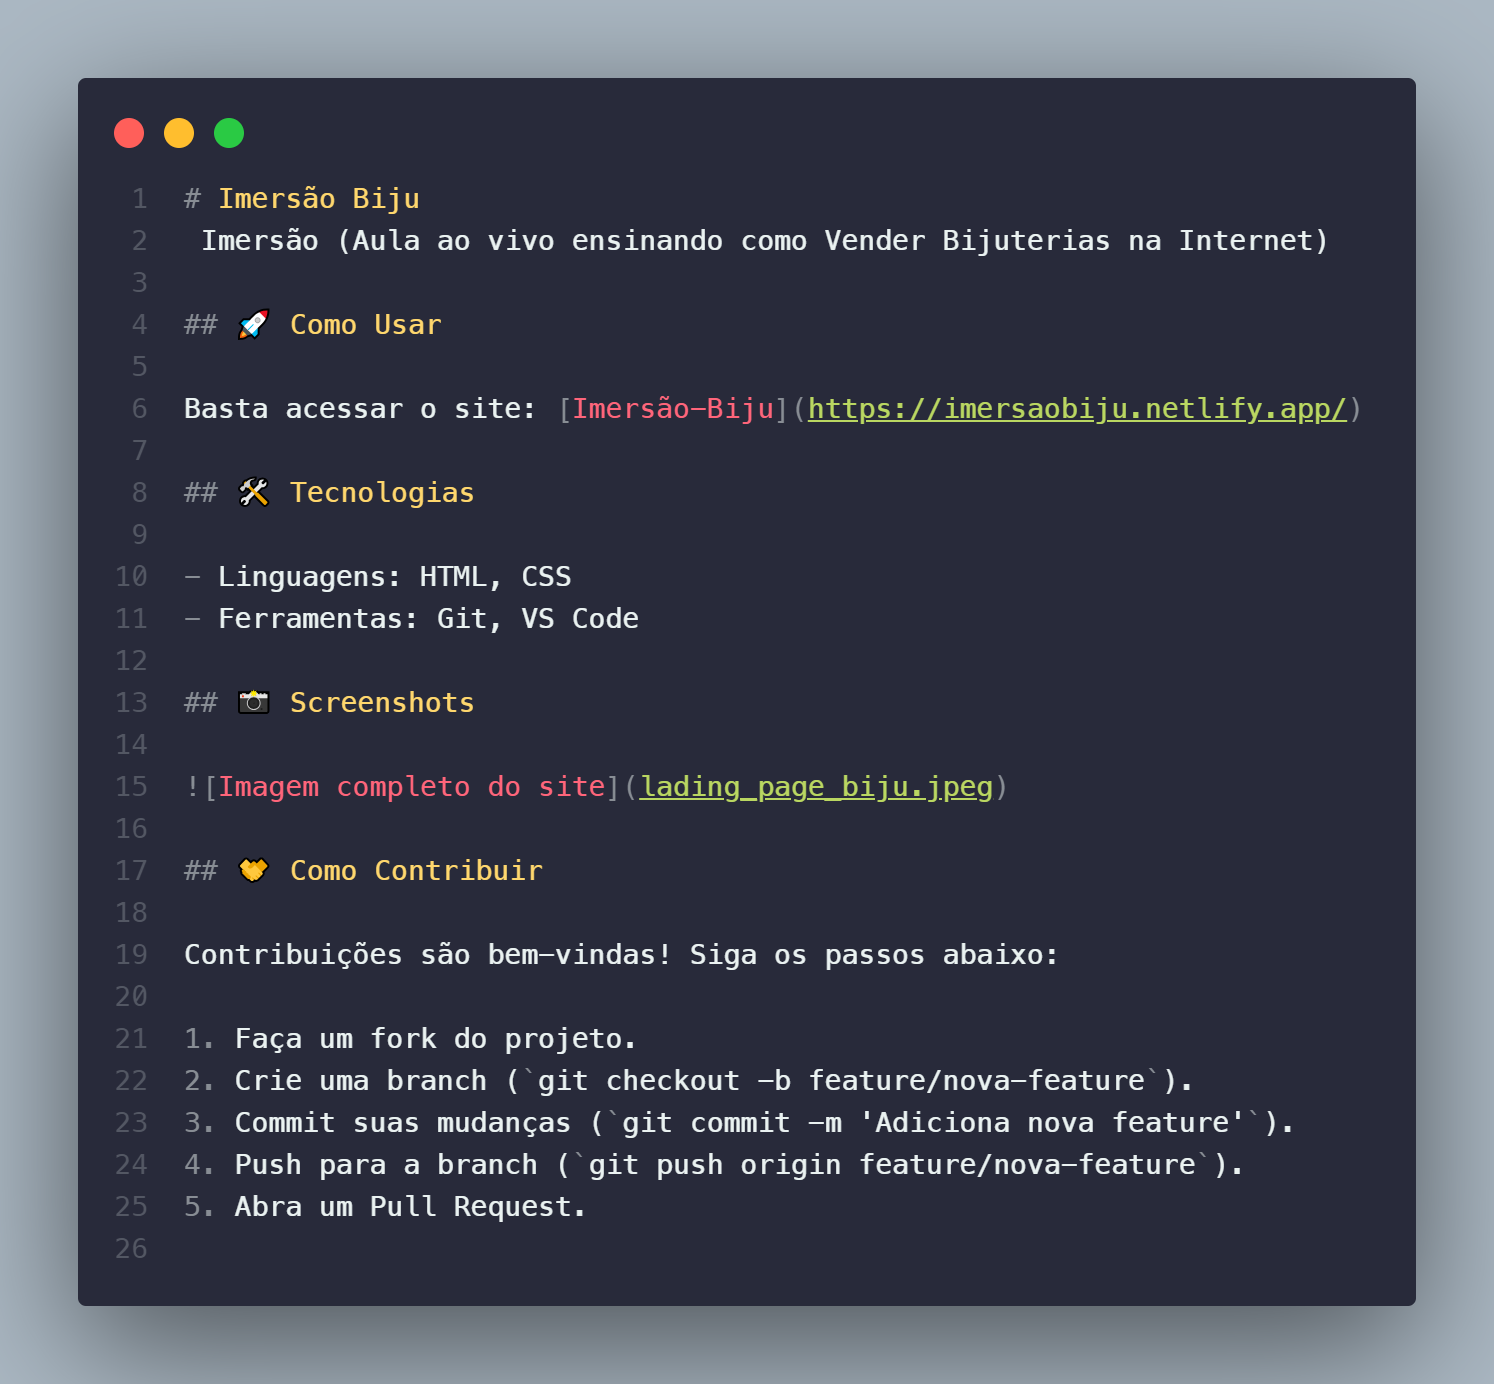 1 # Imersão Biju
2 Imersão (Aula ao vivo ensinando como Vender Bijuterias na Internet)
3
4 ## 🚀 Como Usar
5
6 Basta acessar o site: [Imersão-Biju](https://imersaobiju.netlify.app/)
7
8 ## 🛠️ Tecnologias
9
10 - Linguagens: HTML, CSS
11 - Ferramentas: Git, VS Code
12
13 ## 📸 Screenshots
14
15 ![Imagem completo do site](lading_page_biju.jpeg)
16
17 ## 🤝 Como Contribuir
18
19 Contribuições são bem-vindas! Siga os passos abaixo:
20
21 1. Faça um fork do projeto.
22 2. Crie uma branch (`git checkout -b feature/nova-feature`).
23 3. Commit suas mudanças (`git commit -m 'Adiciona nova feature'`).
24 4. Push para a branch (`git push origin feature/nova-feature`).
25 5. Abra um Pull Request.
26